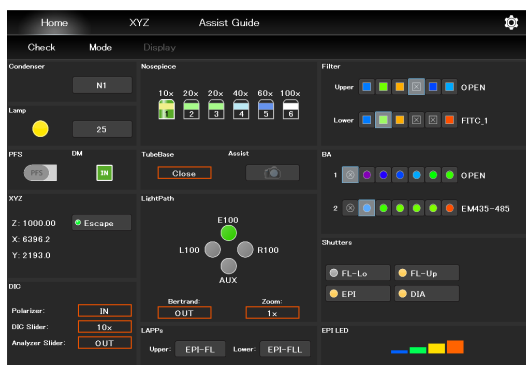 Home XYZ Assist Guide
Check Mode Display
Condenser
N1
Lamp
25
PFS DM
PFS IN
XYZ
Z: 1000.00 Escape
X: 6396.2
Y: 2193.0
DIC
Polarizer: IN
DIC Slider: 10x
Analyzer Slider: OUT
Nosepiece
10x 20x 20x 40x 60x 100x
1 2 3 4 5 6
TubeBase Assist
Close
LightPath
E100
L100 R100
AUX
Bertrand: Zoom:
OUT 1x
LAPPs
Upper: EPI-FL Lower: EPI-FLL
Filter
Upper OPEN
Lower FITC_1
BA
1 OPEN
2 EM435-485
Shutters
FL-Lo FL-Up
EPI DIA
EPI LED